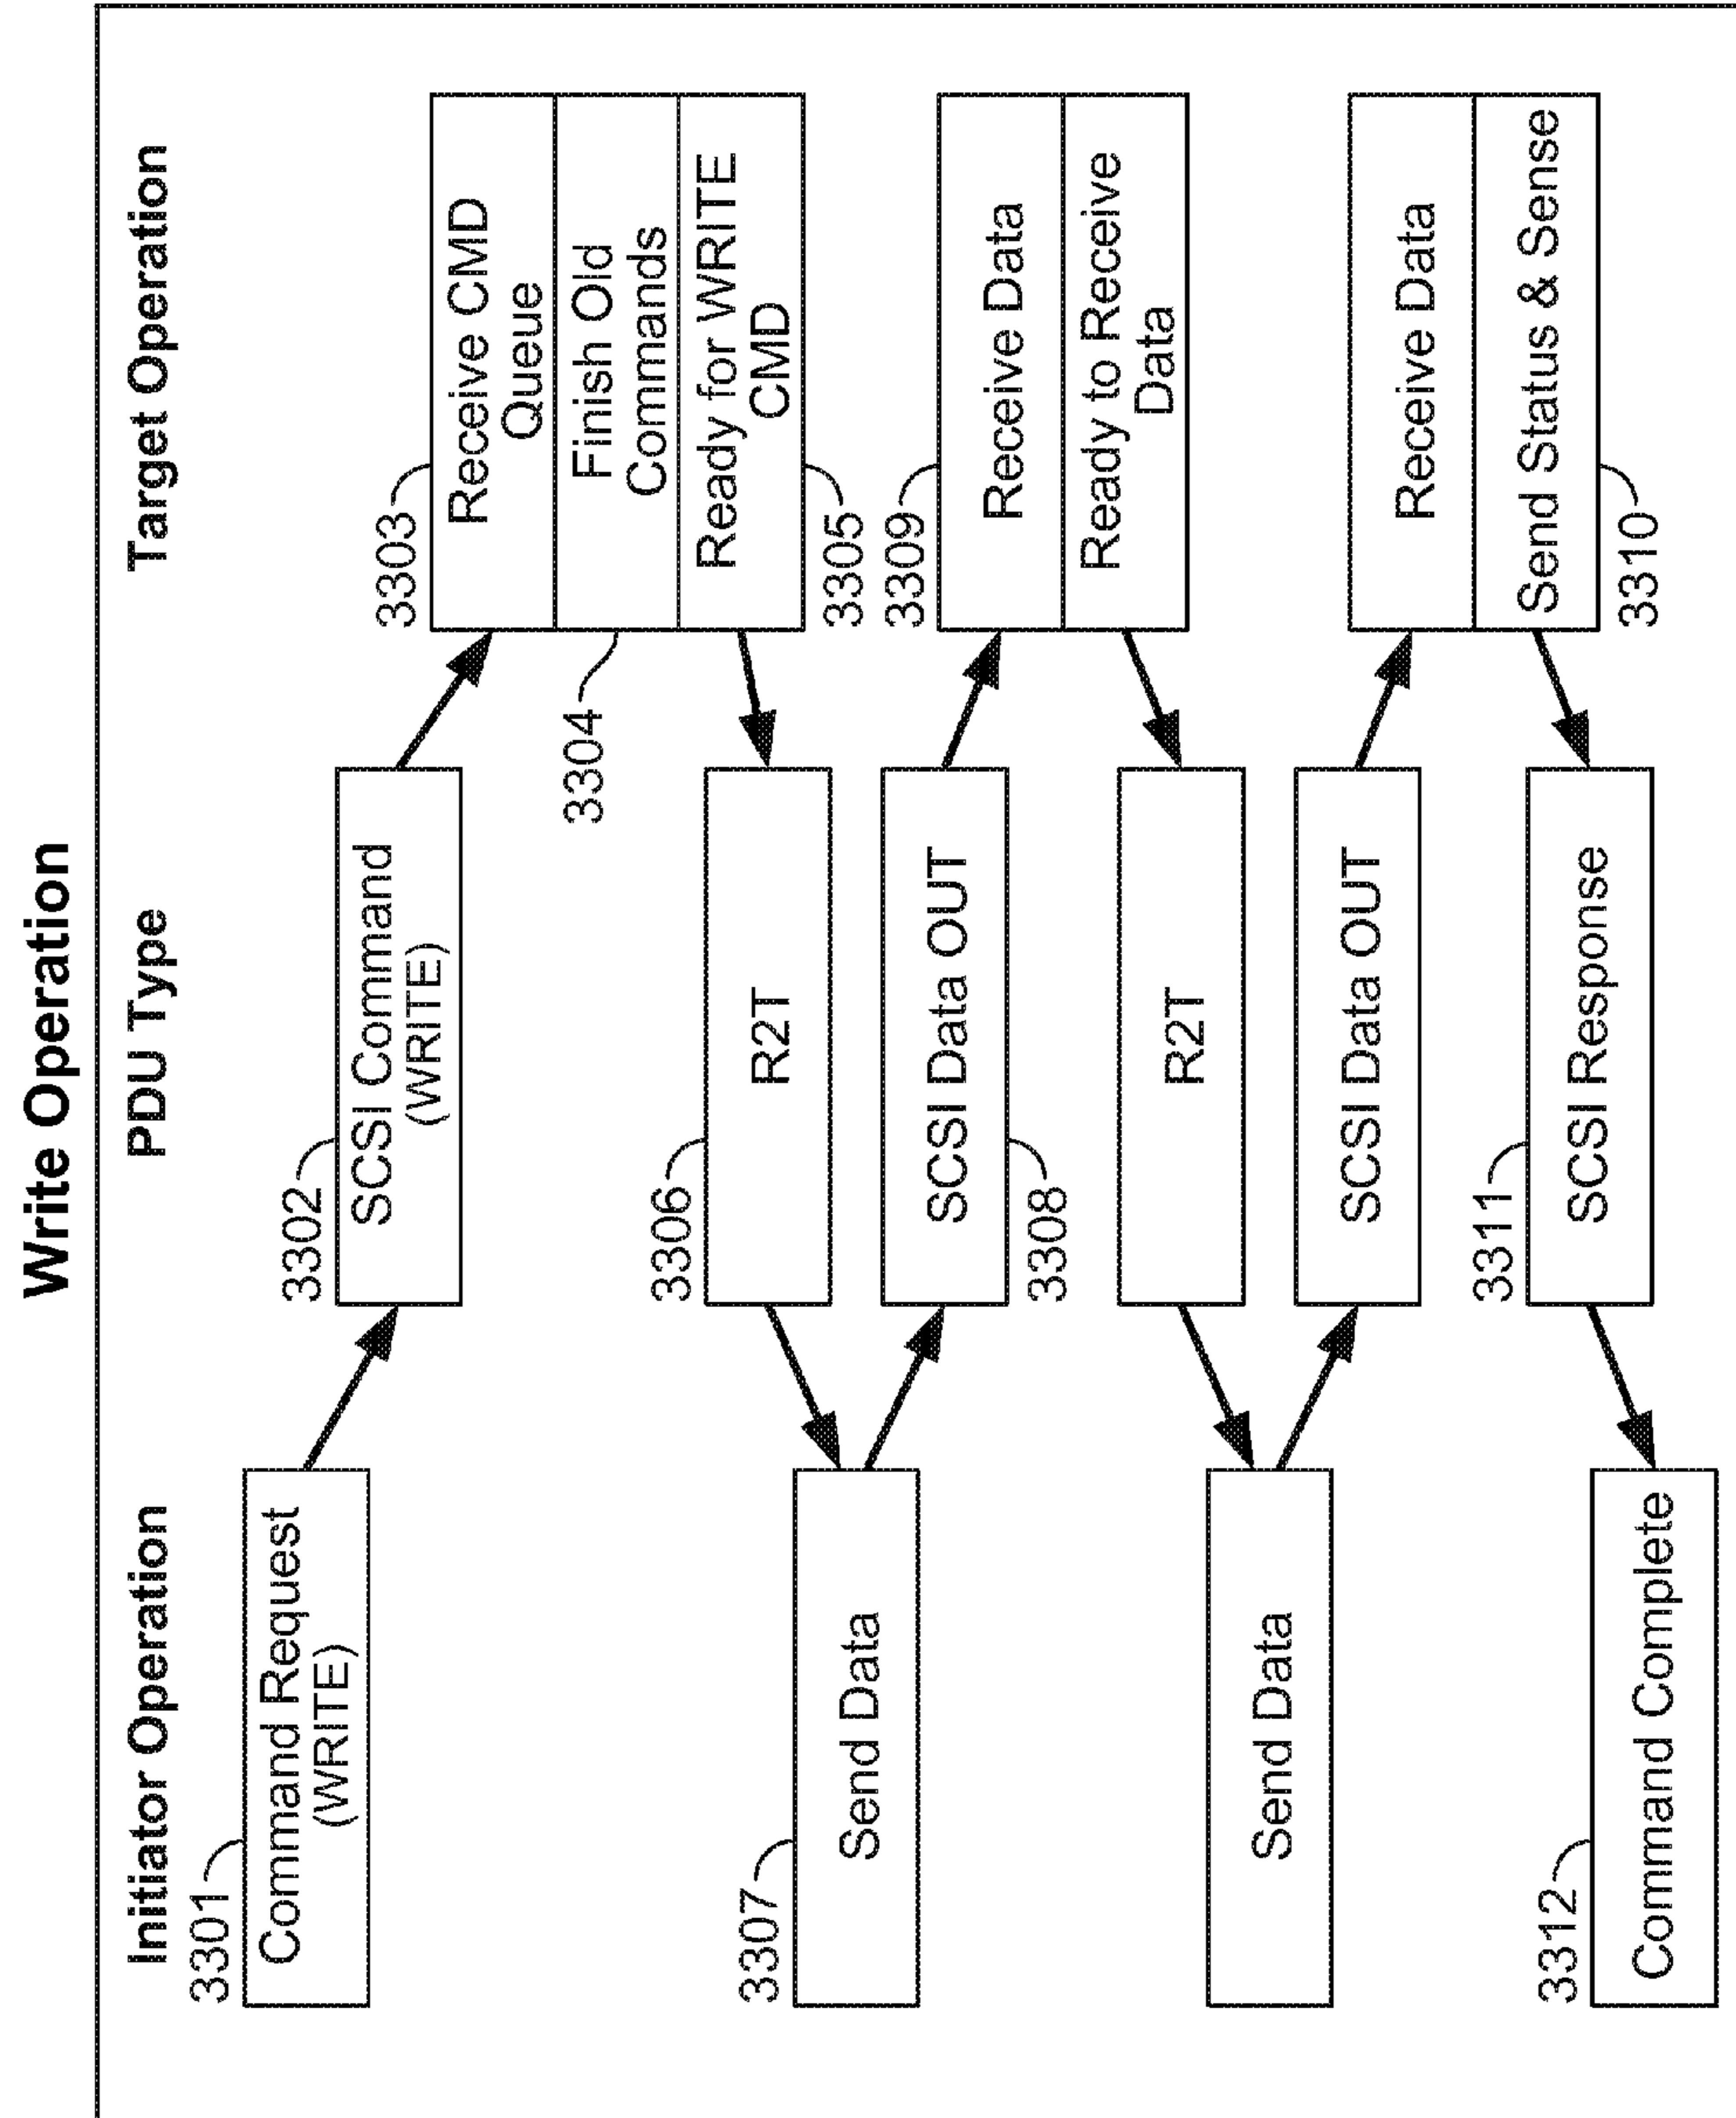 Write Operation
Initiator Operation
PDU Type
Target Operation
3301
Command Request
(WRITE)
3302
SCSI Command
(WRITE)
3303
Receive CMD
Queue
3304
Finish Old
Commands
Ready for WRITE
CMD
3305
3306
R2T
3307
Send Data
SCSI Data OUT
3308
3309
Receive Data
Ready to Receive
Data
R2T
Send Data
SCSI Data OUT
Receive Data
Send Status & Sense
3310
3311
SCSI Response
3312
Command Complete